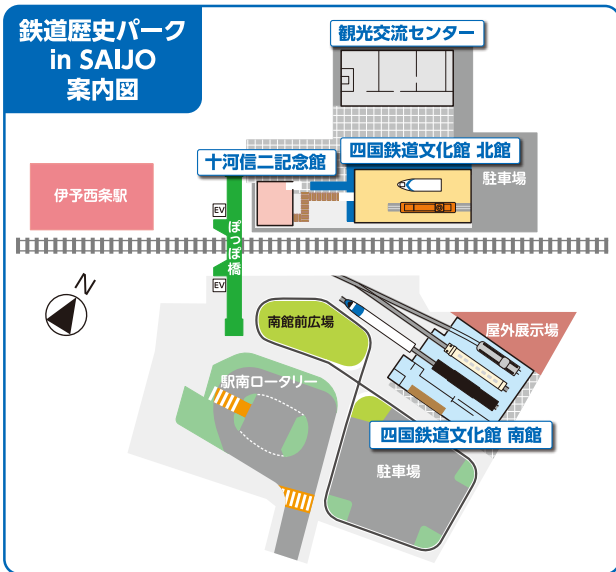 鉄道歴史パーク
in SAIJO
案内図
観光交流センター
四国鉄道文化館 北館
十河信二記念館
駐車場
伊予西条駅
EV
ぽっぽ橋
EV
N
南館前広場
屋外展示場
駅南ロータリー
四国鉄道文化館 南館
駐車場